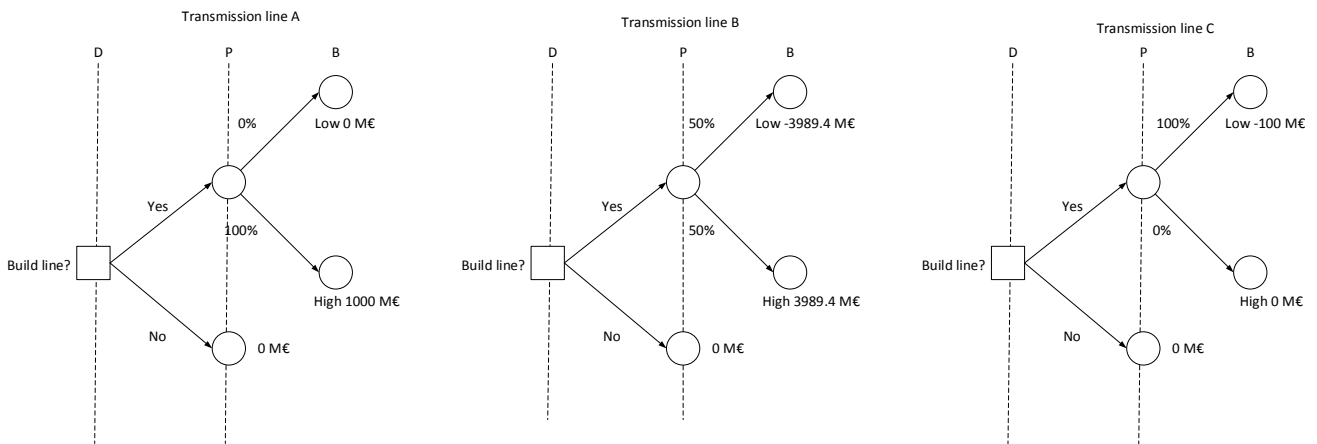 Transmission line A
D
P
B
0%
Low 0 M€
Yes
100%
Build line?
High 1000 M€
No
0 M€
Transmission line B
D
P
B
50%
Low -3989.4 M€
Yes
50%
Build line?
High 3989.4 M€
No
0 M€
Transmission line C
D
P
B
100%
Low -100 M€
Yes
0%
Build line?
High 0 M€
No
0 M€